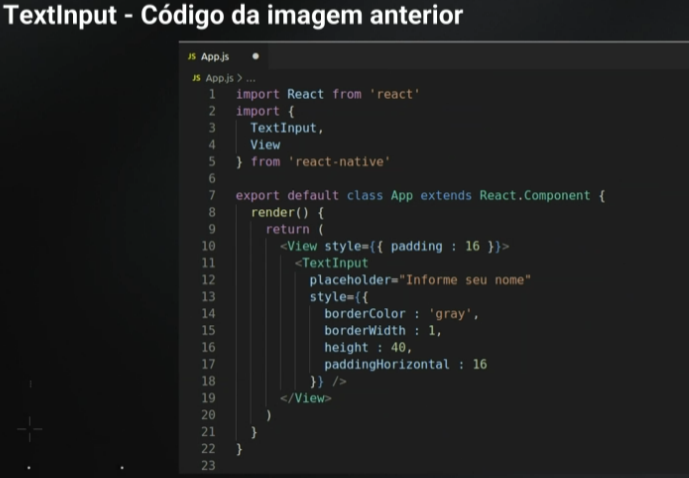 TextInput - Código da imagem anterior
JS App.js ●
JS App.js > ...
1 import React from 'react'
2 import {
3   TextInput,
4   View
5 } from 'react-native'
6
7 export default class App extends React.Component {
8   render() {
9     return (
10       <View style={{ padding : 16 }}>
11         <TextInput
12           placeholder="Informe seu nome"
13           style={{
14             borderColor : 'gray',
15             borderWidth : 1,
16             height : 40,
17             paddingHorizontal : 16
18           }} />
19       </View>
20     )
21   }
22 }
23